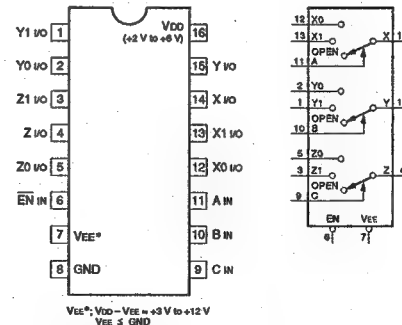 VDD
(+2 V to +6 V)
Y1 I/O 1
16
Y0 I/O 2
15 Y I/O
Z1 I/O 3
14 X I/O
Z I/O 4
13 X1 I/O
Z0 I/O 5
12 X0 I/O
EN IN 6
11 A IN
7 VEE*
10 B IN
8 GND
9 C IN
VEE*; VDD – VEE = +3 V to +12 V
VEE ≤ GND
12 X0
13 X1 X 1
OPEN
11 A
2 Y0
1 Y1 Y 1
OPEN
10 B
5 Z0
3 Z1 Z
OPEN
9 C
EN VEE
6 7